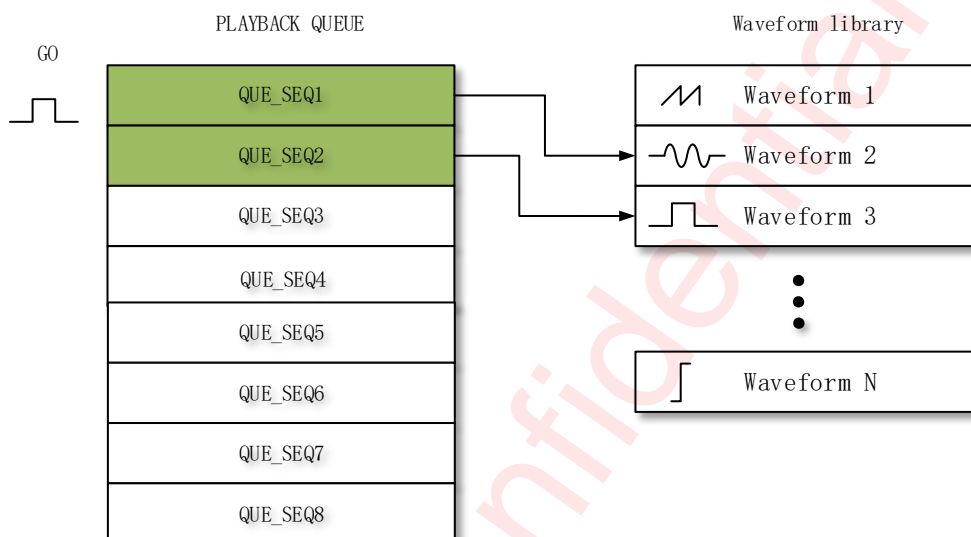 PLAYBACK QUEUE
Waveform library
GO
QUE_SEQ1
QUE_SEQ2
QUE_SEQ3
QUE_SEQ4
QUE_SEQ5
QUE_SEQ6
QUE_SEQ7
QUE_SEQ8
Waveform 1
Waveform 2
Waveform 3
Waveform N
nfidential